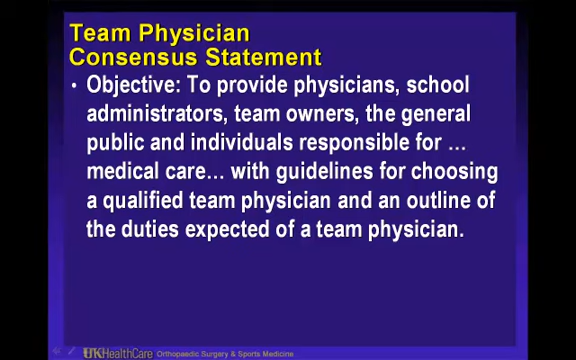 Team Physician
Consensus Statement
• Objective: To provide physicians, school
administrators, team owners, the general
public and individuals responsible for …
medical care… with guidelines for choosing
a qualified team physician and an outline of
the duties expected of a team physician.
UKHealthCare Orthopaedic Surgery & Sports Medicine